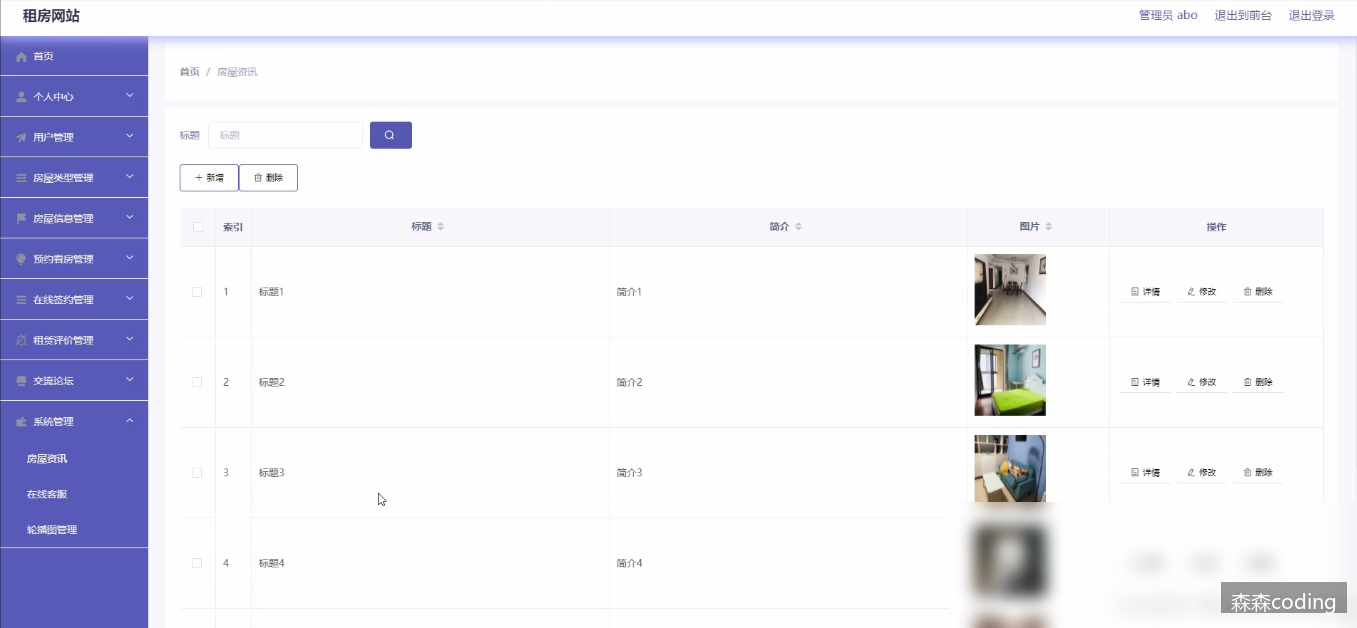 租房网站
管理员 abo 退出到前台 退出登录
首页
个人中心
用户管理
房屋类型管理
房屋信息管理
预约看房管理
在线签约管理
租赁评价管理
交流论坛
系统管理
房屋资讯
在线客服
轮播图管理
首页 / 房屋资讯
标题 标题
新增 删除
索引 标题 简介 图片 操作
1 标题1 简介1 详情 修改 删除
2 标题2 简介2 详情 修改 删除
3 标题3 简介3 详情 修改 删除
4 标题4 简介4
森森coding